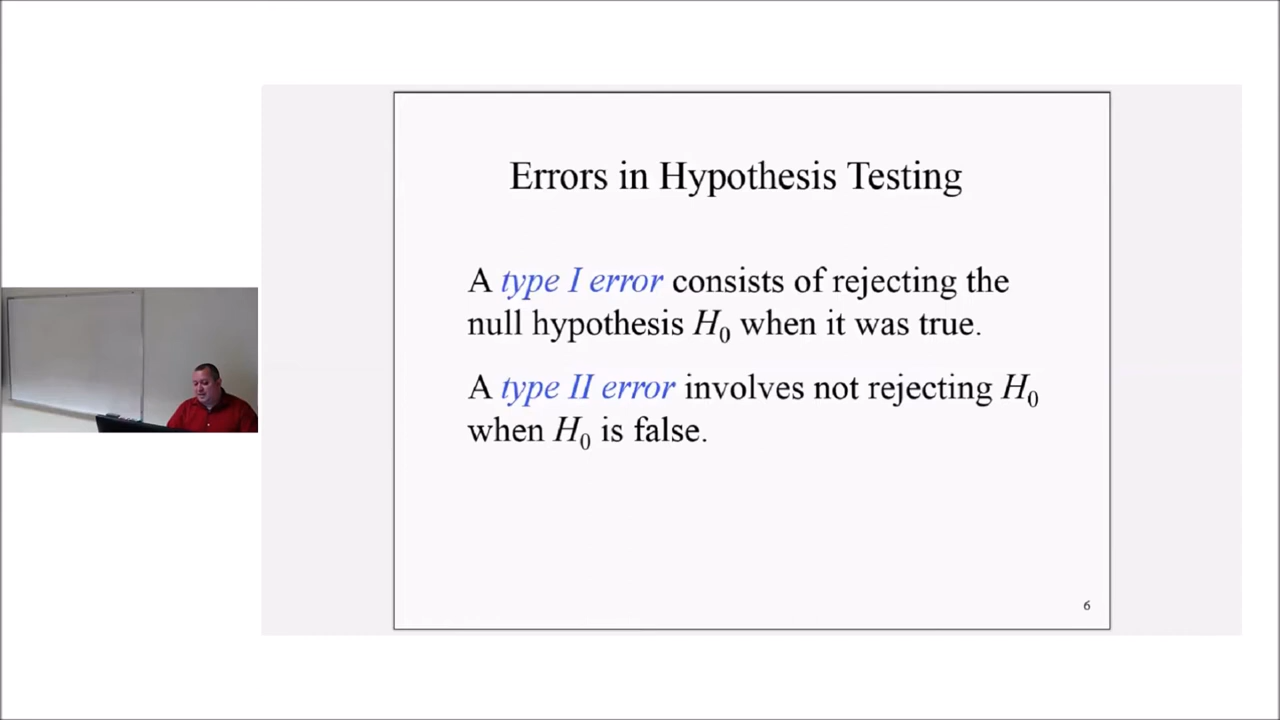 Errors in Hypothesis Testing
A type I error consists of rejecting the
null hypothesis H₀ when it was true.
A type II error involves not rejecting H₀
when H₀ is false.
6